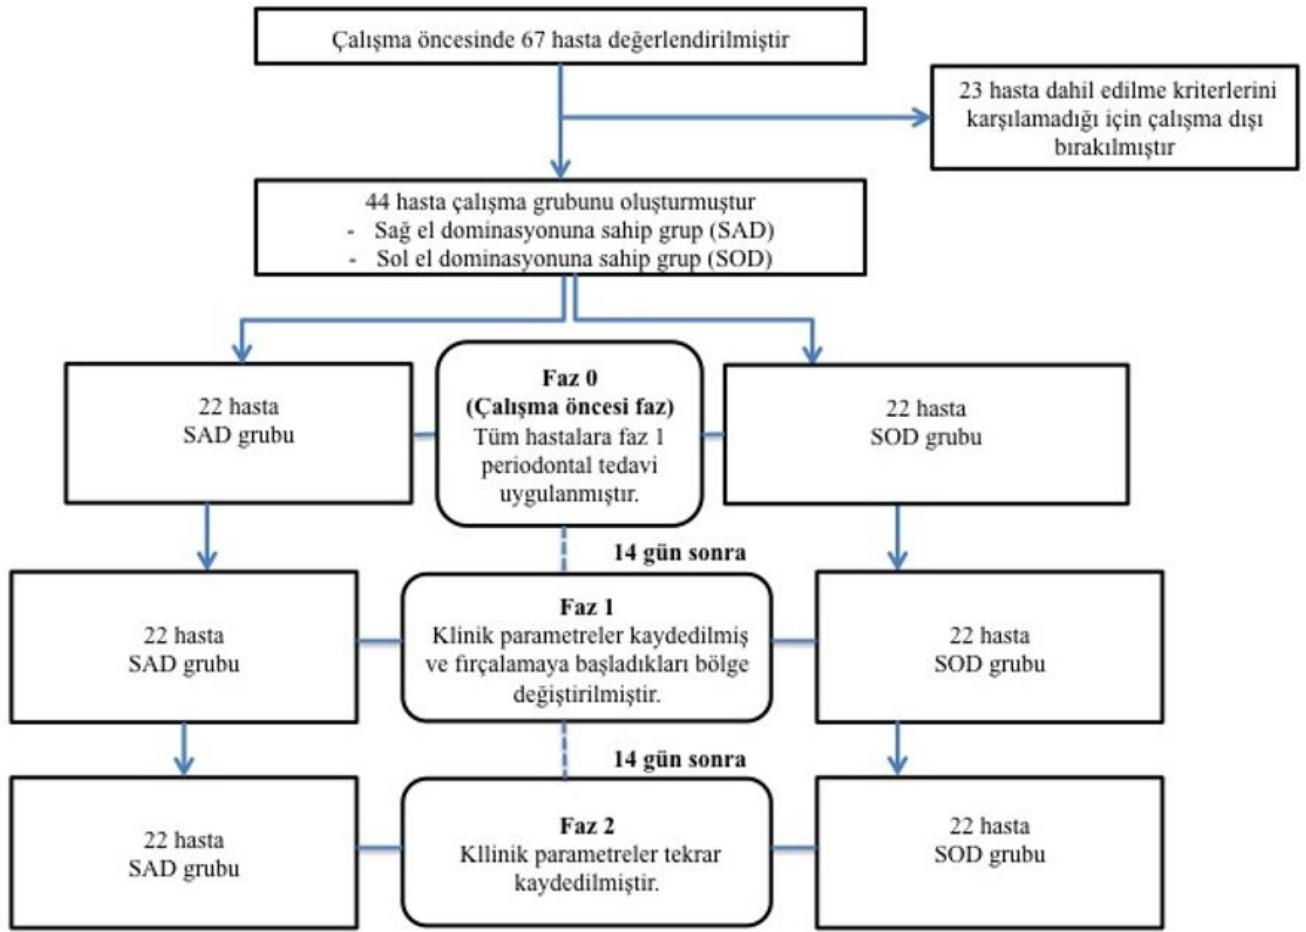 Çalışma öncesinde 67 hasta değerlendirilmiştir
23 hasta dahil edilme kriterlerini
karşılamadığı için çalışma dışı
bırakılmıştır
44 hasta çalışma grubunu oluşturmuştur
- Sağ el dominasyonuna sahip grup (SAD)
- Sol el dominasyonuna sahip grup (SOD)
22 hasta
SAD grubu
Faz 0
(Çalışma öncesi faz)
Tüm hastalara faz 1
periodontal tedavi
uygulanmıştır.
22 hasta
SOD grubu
14 gün sonra
22 hasta
SAD grubu
Faz 1
Klinik parametreler kaydedilmiş
ve fırçalamaya başladıkları bölge
değiştirilmiştir.
22 hasta
SOD grubu
14 gün sonra
22 hasta
SAD grubu
Faz 2
Kllinik parametreler tekrar
kaydedilmiştir.
22 hasta
SOD grubu